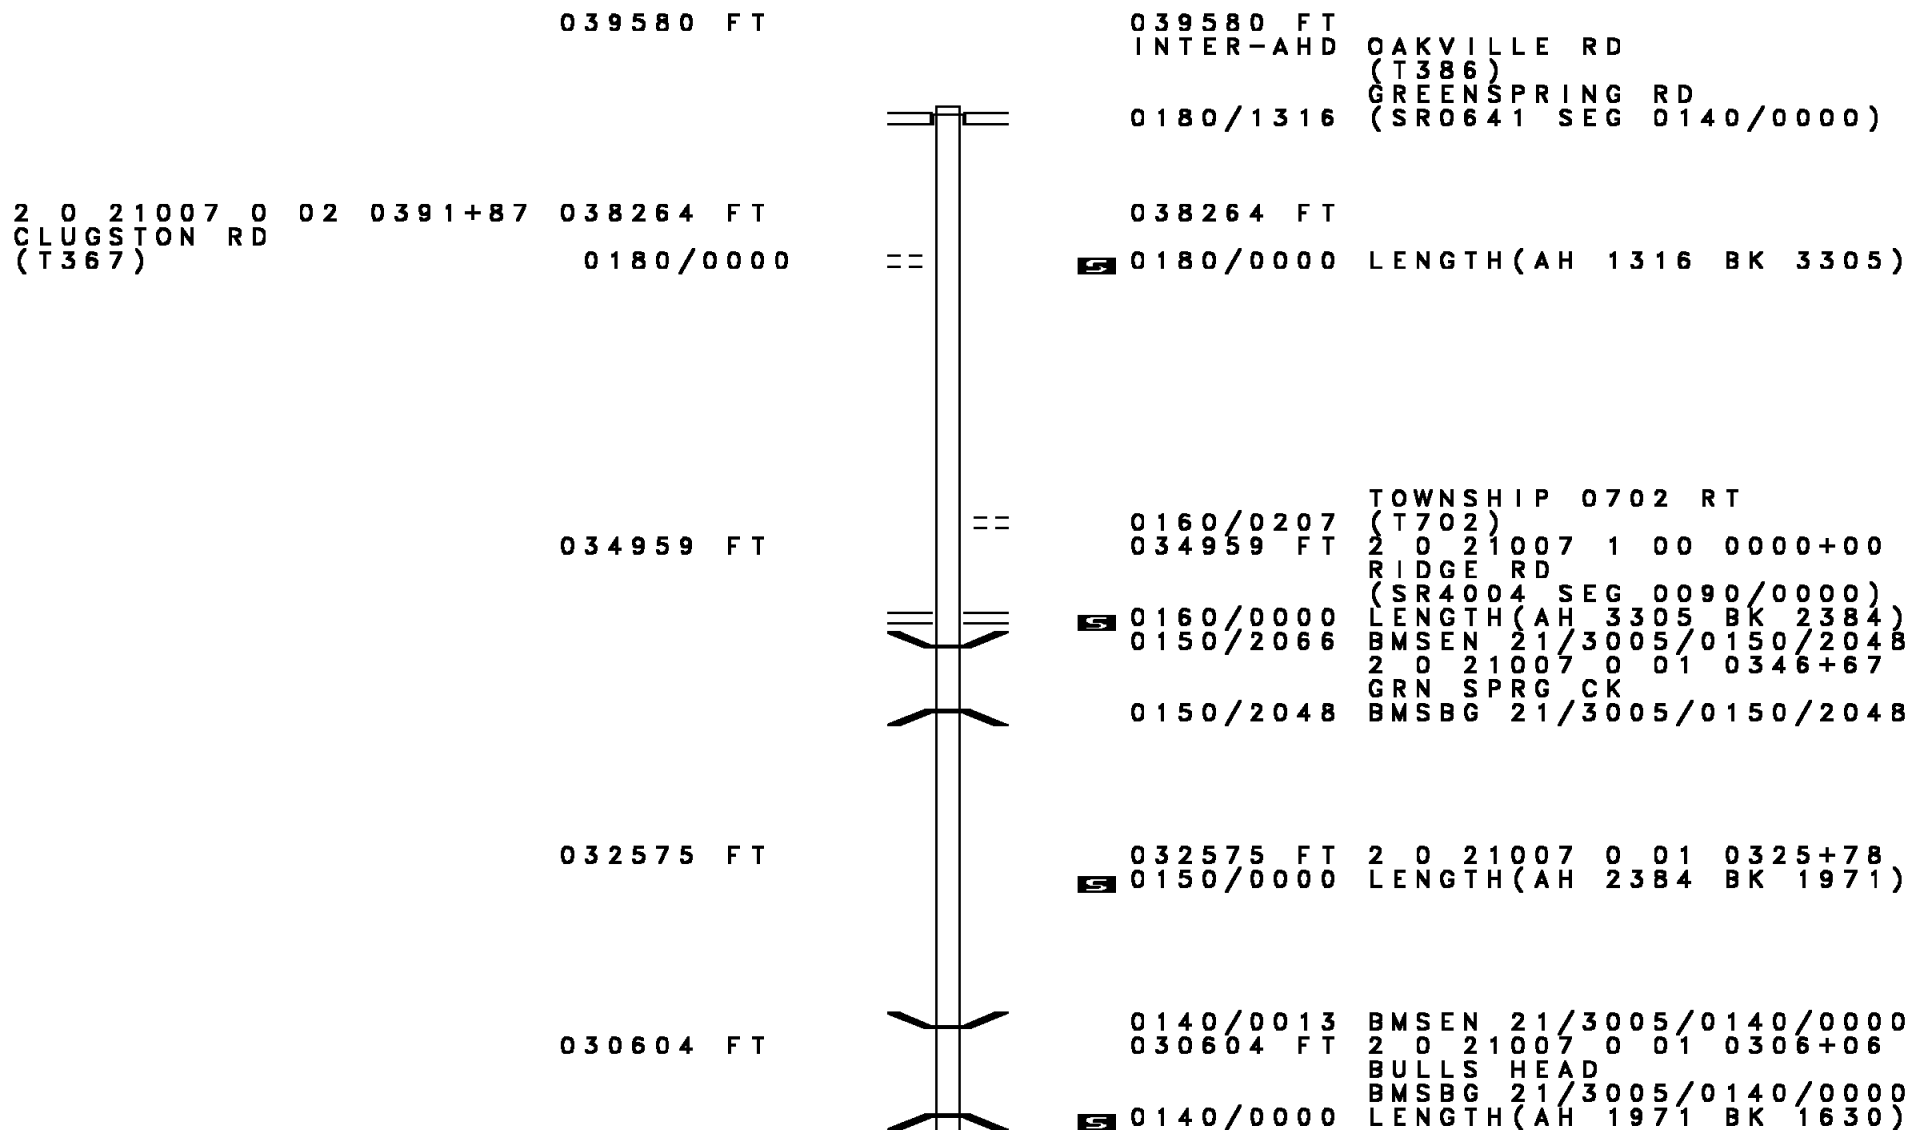 039580 FT 039580 FT
INTER-AHD OAKVILLE RD
(T386)
GREENSPRING RD
0180/1316 (SR0641 SEG 0140/0000)
2 0 21007 0 02 0391+87 038264 FT 038264 FT
CLUGSTON RD
(T367) 0180/0000 S 0180/0000 LENGTH(AH 1316 BK 3305)
TOWNSHIP 0702 RT
0160/0207 (T702)
034959 FT 034959 FT 2 0 21007 1 00 0000+00
RIDGE RD
(SR4004 SEG 0090/0000)
S 0160/0000 LENGTH(AH 3305 BK 2384)
0150/2066 BMSEN 21/3005/0150/2048
2 0 21007 0 01 0346+67
GRN SPRG CK
0150/2048 BMSBG 21/3005/0150/2048
032575 FT 032575 FT 2 0 21007 0 01 0325+78
S 0150/0000 LENGTH(AH 2384 BK 1971)
0140/0013 BMSEN 21/3005/0140/0000
030604 FT 030604 FT 2 0 21007 0 01 0306+06
BULLS HEAD
BMSBG 21/3005/0140/0000
S 0140/0000 LENGTH(AH 1971 BK 1630)